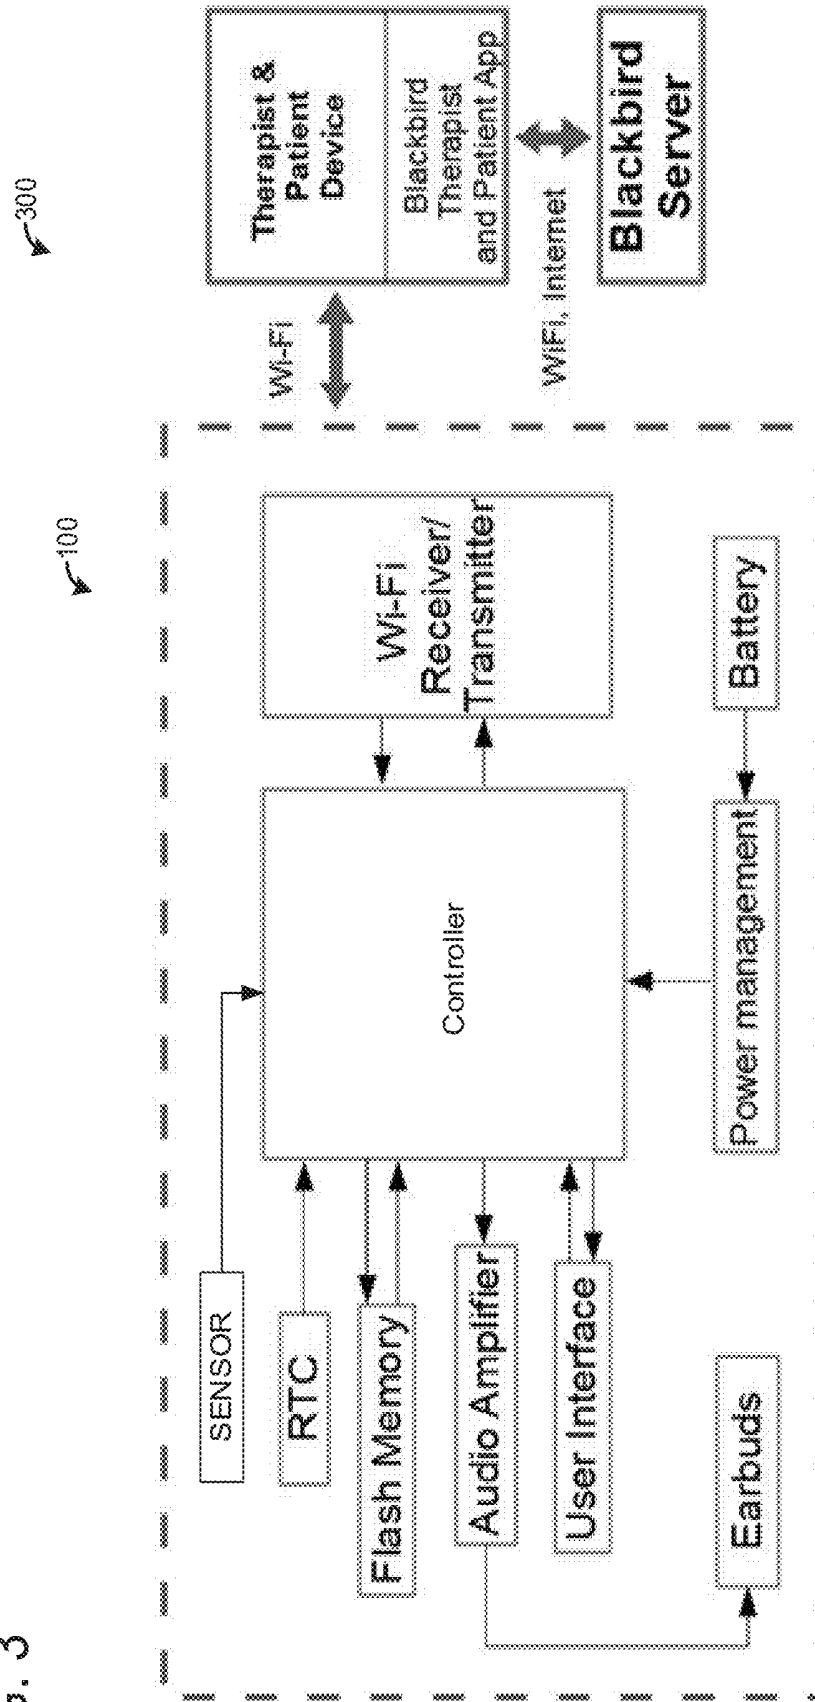 300
100
Therapist &
Patient
Device
Blackbird
Therapist
and Patient App
Blackbird
Server
Wi-Fi
WiFi, Internet
Wi-Fi
Receiver/
Transmitter
Controller
Battery
Power management
SENSOR
RTC
Flash Memory
Audio Amplifier
User Interface
Earbuds
3